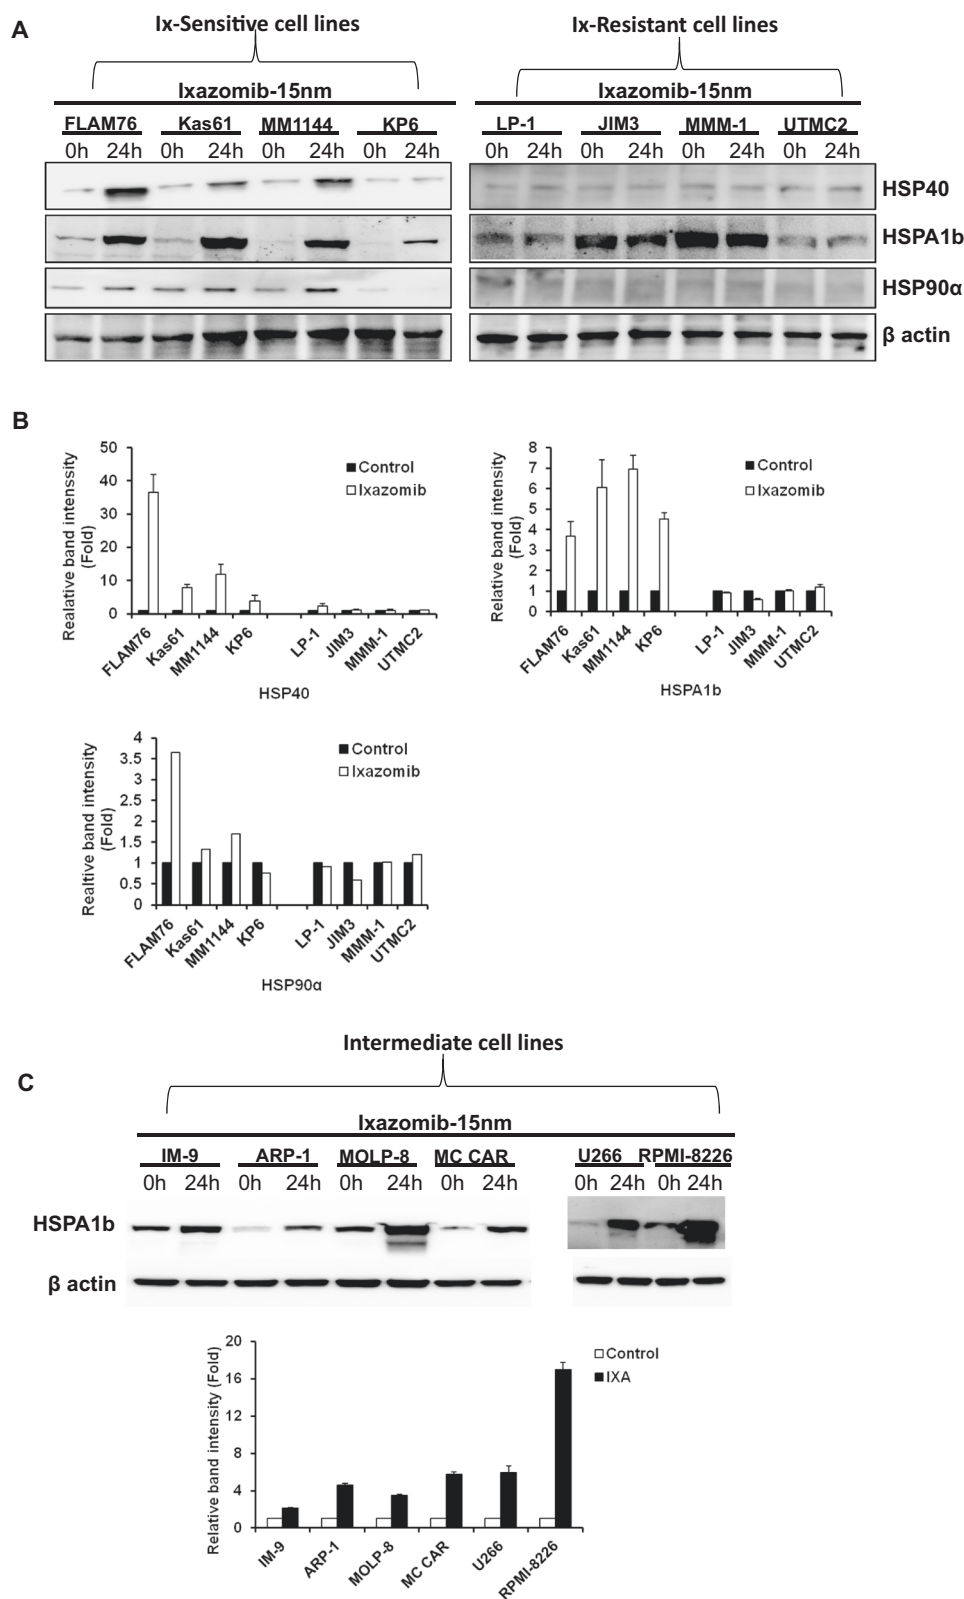 A
Ix-Sensitive cell lines
Ix-Resistant cell lines
Ixazomib-15nm
Ixazomib-15nm
FLAM76 Kas61 MM1144 KP6
LP-1 JIM3 MMM-1 UTMC2
0h 24h 0h 24h 0h 24h 0h 24h
0h 24h 0h 24h 0h 24h 0h 24h
HSP40
HSPA1b
HSP90α
β actin
B
Realative band intenssity
(Fold)
50
40
30
20
10
0
Control
Ixazomib
FLAM76
Kas61
MM1144
KP6
LP-1
JIM3
MMM-1
UTMC2
HSP40
Relative band intensity
(Fold)
8
7
6
5
4
3
2
1
0
Control
Ixazomib
FLAM76
Kas61
MM1144
KP6
LP-1
JIM3
MMM-1
UTMC2
HSPA1b
Realtive band intensity
(Fold)
4
3.5
3
2.5
2
1.5
1
0.5
0
Control
Ixazomib
FLAM76
Kas61
MM1144
KP6
LP-1
JIM3
MMM-1
UTMC2
HSP90α
Intermediate cell lines
C
Ixazomib-15nm
IM-9 ARP-1 MOLP-8 MC CAR U266 RPMI-8226
0h 24h 0h 24h 0h 24h 0h 24h 0h 24h 0h 24h
HSPA1b
β actin
Relative band intensity (Fold)
20
16
12
8
4
0
Control
IXA
IM-9
ARP-1
MOLP-8
MC CAR
U266
RPMI-8226